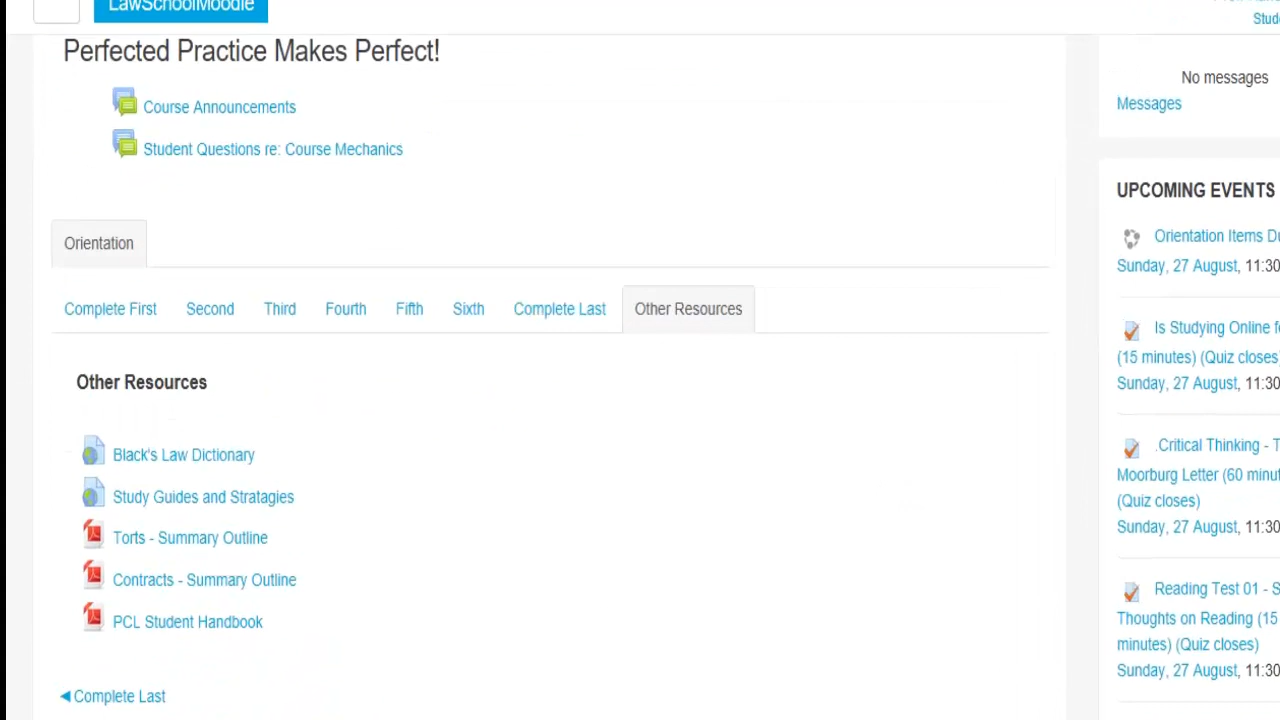 LawSchoolMoodle
Stud
Perfected Practice Makes Perfect!
Course Announcements
Student Questions re: Course Mechanics
Orientation
Complete First Second Third Fourth Fifth Sixth Complete Last Other Resources
Other Resources
Black's Law Dictionary
Study Guides and Stratagies
Torts - Summary Outline
Contracts - Summary Outline
PCL Student Handbook
◄Complete Last
No messages
Messages
UPCOMING EVENTS
Orientation Items Du
Sunday, 27 August, 11:30
Is Studying Online f
(15 minutes) (Quiz closes)
Sunday, 27 August, 11:30
.Critical Thinking - T
Moorburg Letter (60 minut
(Quiz closes)
Sunday, 27 August, 11:30
Reading Test 01 - S
Thoughts on Reading (15
minutes) (Quiz closes)
Sunday, 27 August, 11:30